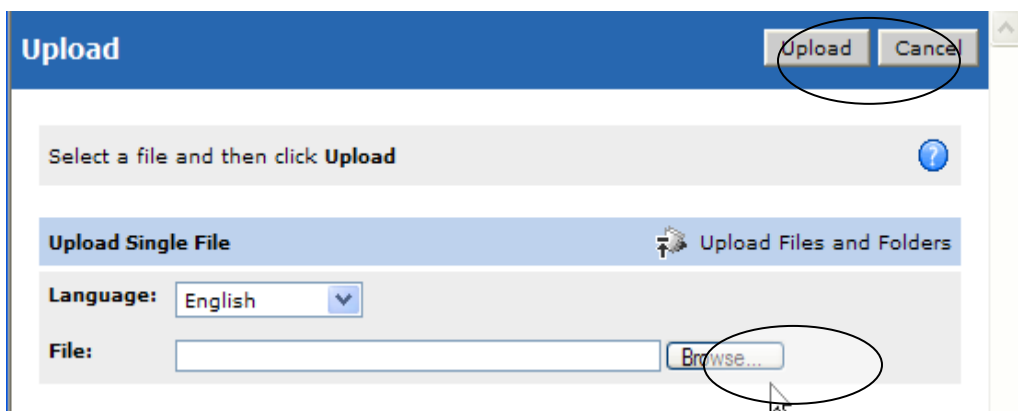 Upload Upload Cancel
Select a file and then click Upload
Upload Single File Upload Files and Folders
Language: English
File: Browse...